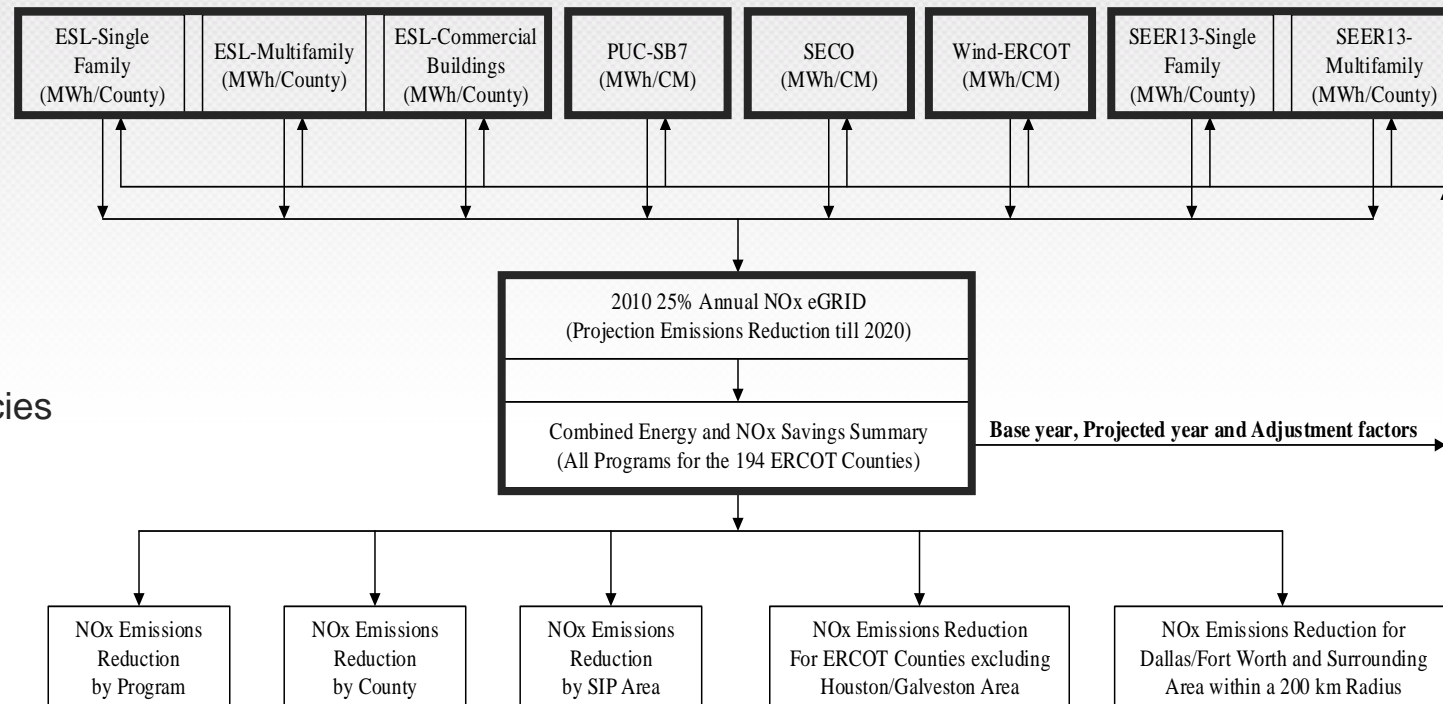 ESL-Single
Family
(MWh/County)
ESL-Multifamily
(MWh/County)
ESL-Commercial
Buildings
(MWh/County)
PUC-SB7
(MWh/CM)
SECO
(MWh/CM)
Wind-ERCOT
(MWh/CM)
SEER13-Single
Family
(MWh/County)
SEER13-
Multifamily
(MWh/County)
2010 25% Annual NOx eGRID
(Projection Emissions Reduction till 2020)
cies
Combined Energy and NOx Savings Summary
(All Programs for the 194 ERCOT Counties)
Base year, Projected year and Adjustment factors
NOx Emissions
Reduction
by Program
NOx Emissions
Reduction
by County
NOx Emissions
Reduction
by SIP Area
NOx Emissions Reduction
For ERCOT Counties excluding
Houston/Galveston Area
NOx Emissions Reduction for
Dallas/Fort Worth and Surrounding
Area within a 200 km Radius